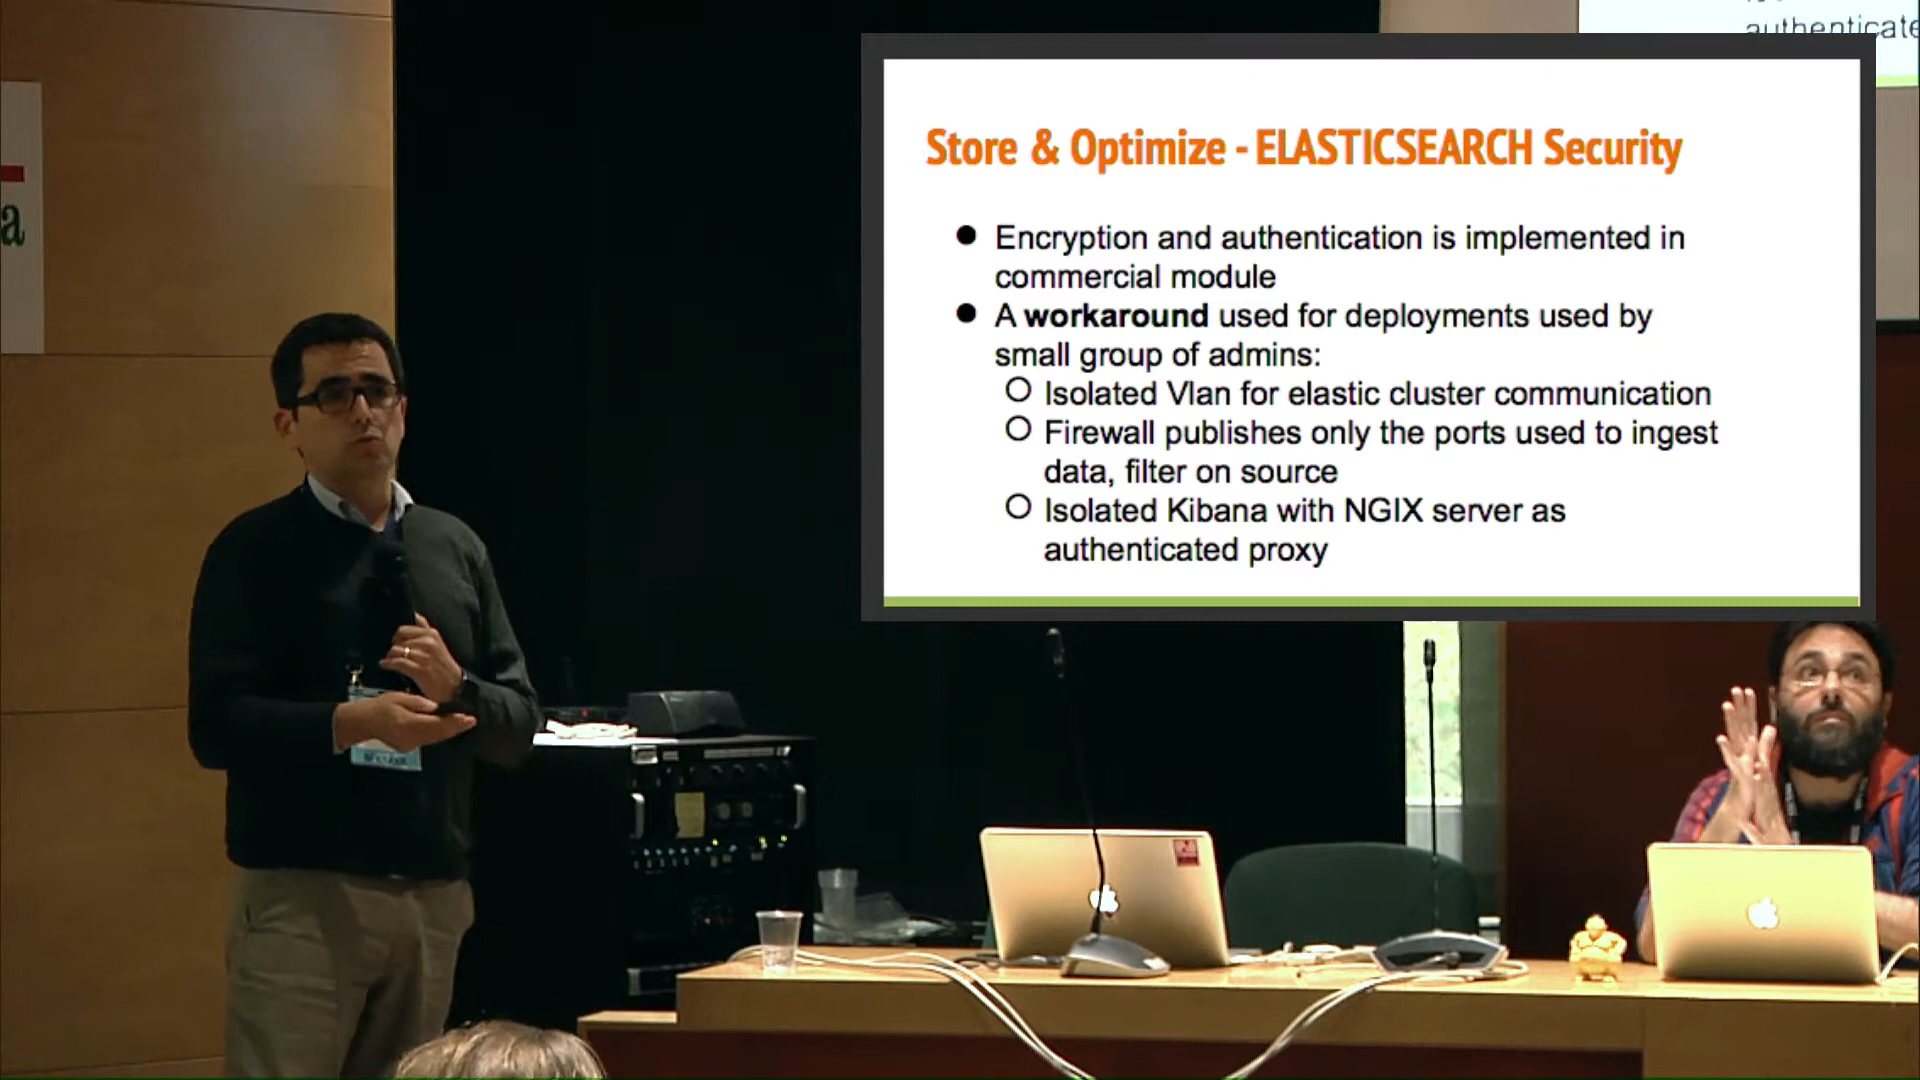 authenticate
Store & Optimize - ELASTICSEARCH Security
● Encryption and authentication is implemented in
commercial module
● A workaround used for deployments used by
small group of admins:
○ Isolated Vlan for elastic cluster communication
○ Firewall publishes only the ports used to ingest
data, filter on source
○ Isolated Kibana with NGIX server as
authenticated proxy
a